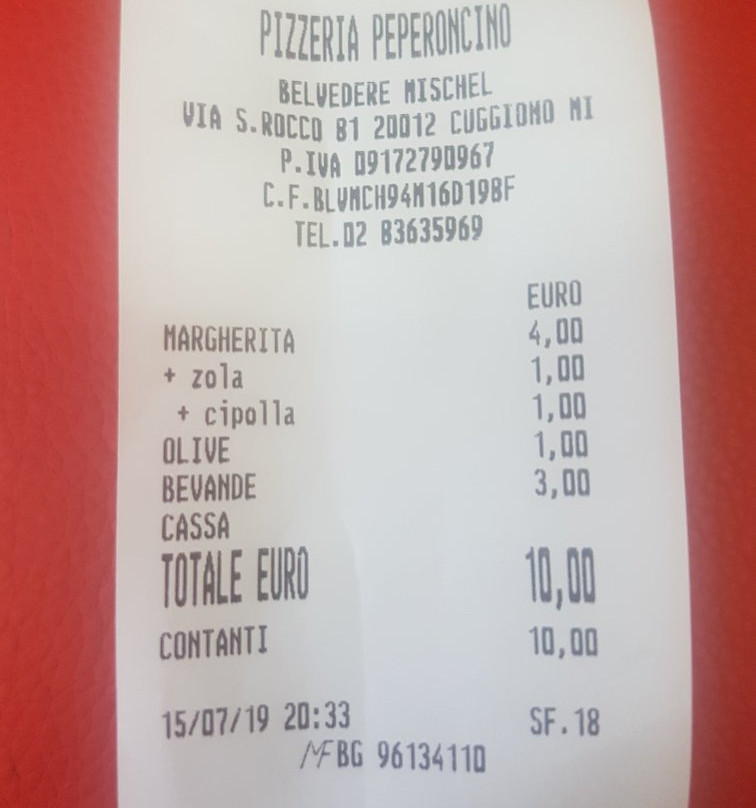 PIZZERIA PEPERONCINO
BELVEDERE MISCHEL
VIA S.ROCCO 81 20012 CUGGIONO MI
P.IVA 09172790967
C.F.BLVMCH94M16D198F
TEL.02 83635969
EURO
MARGHERITA 4,00
+ zola 1,00
+ cipolla 1,00
OLIVE 1,00
BEVANDE 3,00
CASSA
TOTALE EURO 10,00
CONTANTI 10,00
15/07/19 20:33 SF.18
MFBG 96134110